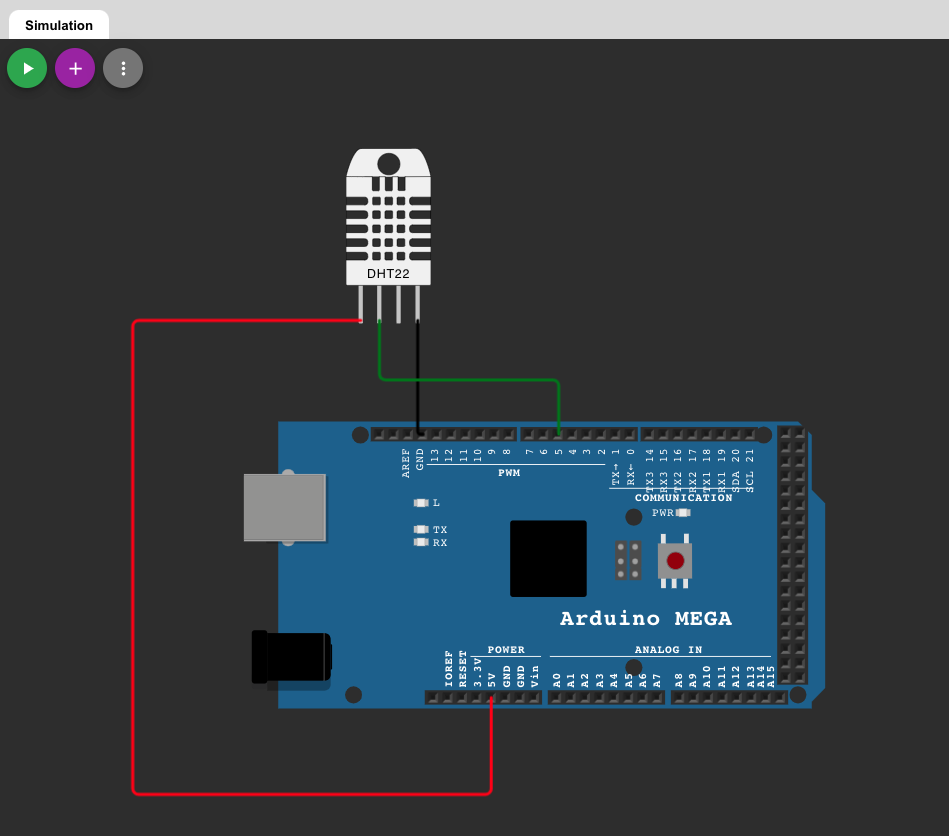 Simulation
DHT22
AREF
GND
13
12
11
10
9
8
7
6
5
4
3
2
TX→ 1
RX← 0
TX3 14
RX3 15
TX2 16
RX2 17
TX1 18
RX1 19
SDA 20
SCL 21
PWM
COMMUNICATION
L
PWR
TX
RX
Arduino MEGA
POWER
ANALOG IN
IOREF
RESET
3.3V
5V
GND
GND
Vin
A0
A1
A2
A3
A4
A5
A6
A7
A8
A9
A10
A11
A12
A13
A14
A15